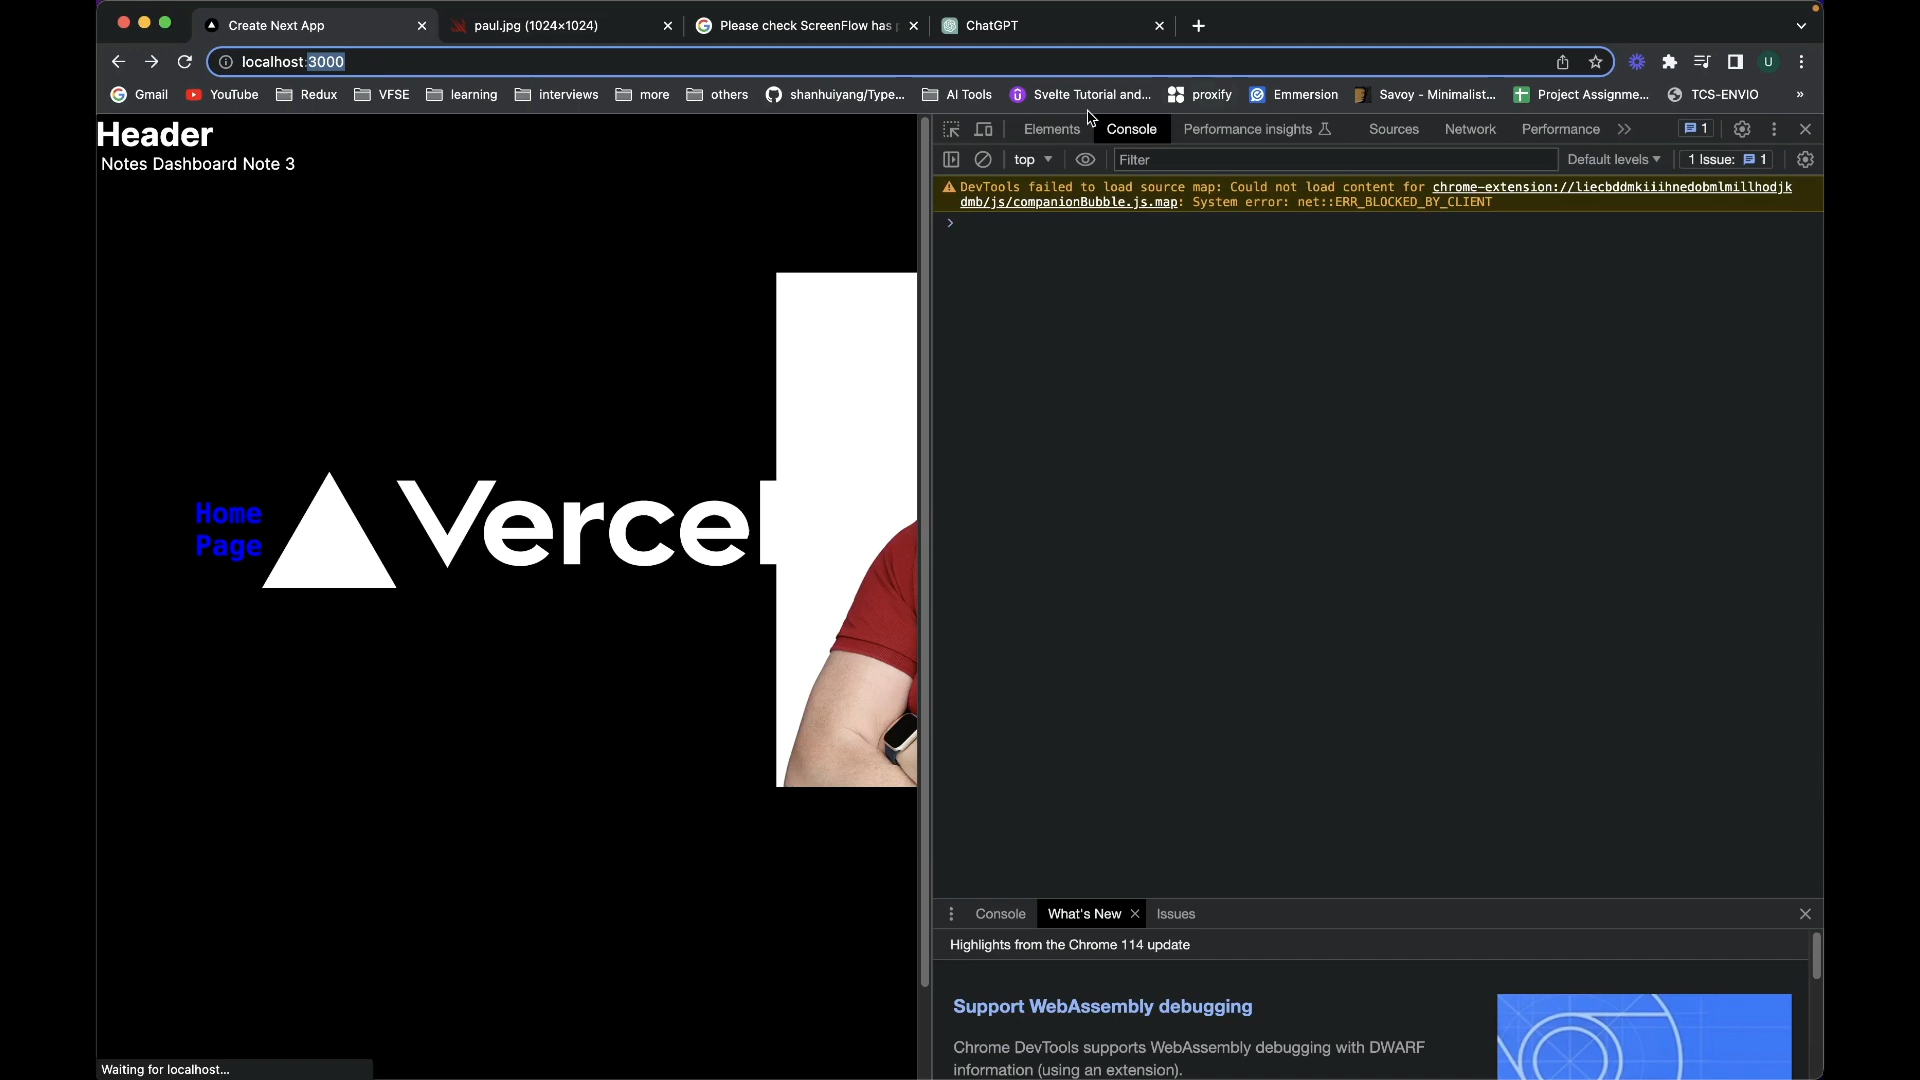 Create Next App
paul.jpg (1024×1024)
Please check ScreenFlow has
ChatGPT
localhost:3000
U
Gmail
YouTube
Redux
VFSE
learning
interviews
more
others
shanhuiyang/Type...
AI Tools
Svelte Tutorial and...
proxify
Emmersion
Savoy - Minimalist...
Project Assignme...
TCS-ENVIO
»
Header
Notes Dashboard Note 3
Home
Page
Vercel
Elements
Console
Performance insights
Sources
Network
Performance
1
top
Filter
Default levels
1 Issue: 1
DevTools failed to load source map: Could not load content for chrome-extension://liecbddmkiiihnedobmlmillhodjk
dmb/js/companionBubble.js.map: System error: net::ERR_BLOCKED_BY_CLIENT
Console
What's New
Issues
Highlights from the Chrome 114 update
Support WebAssembly debugging
Chrome DevTools supports WebAssembly debugging with DWARF
information (using an extension).
Waiting for localhost...